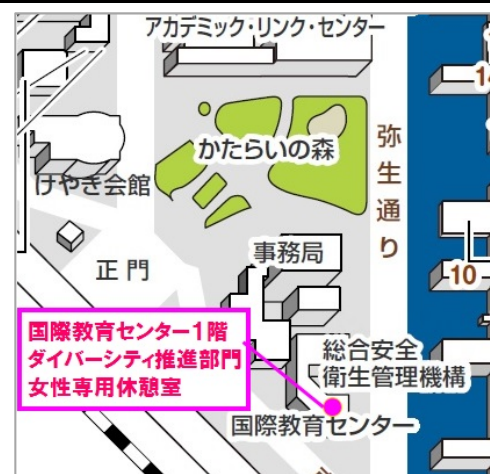 アカデミック・リンク・センター
かたらいの森
けやき会館
弥生通り
正門
事務局
10
国際教育センター1階
ダイバーシティ推進部門
女性専用休憩室
総合安全
衛生管理機構
国際教育センター